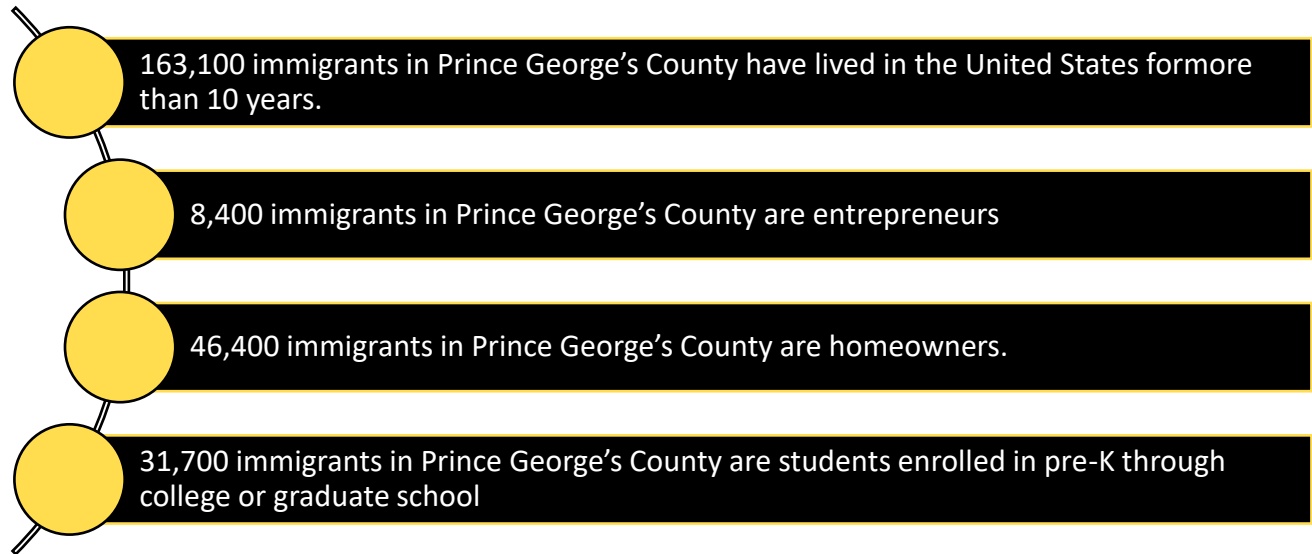 163,100 immigrants in Prince George’s County have lived in the United States formore
than 10 years.
8,400 immigrants in Prince George’s County are entrepreneurs
46,400 immigrants in Prince George’s County are homeowners.
31,700 immigrants in Prince George’s County are students enrolled in pre-K through
college or graduate school